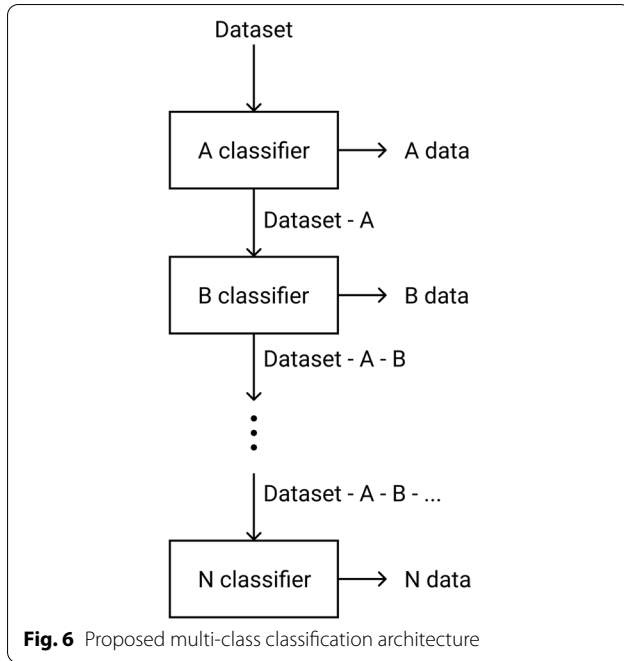 Dataset
A classifier
A data
Dataset - A
B classifier
B data
Dataset - A - B
Dataset - A - B - ...
N classifier
N data
Fig. 6 Proposed multi-class classification architecture